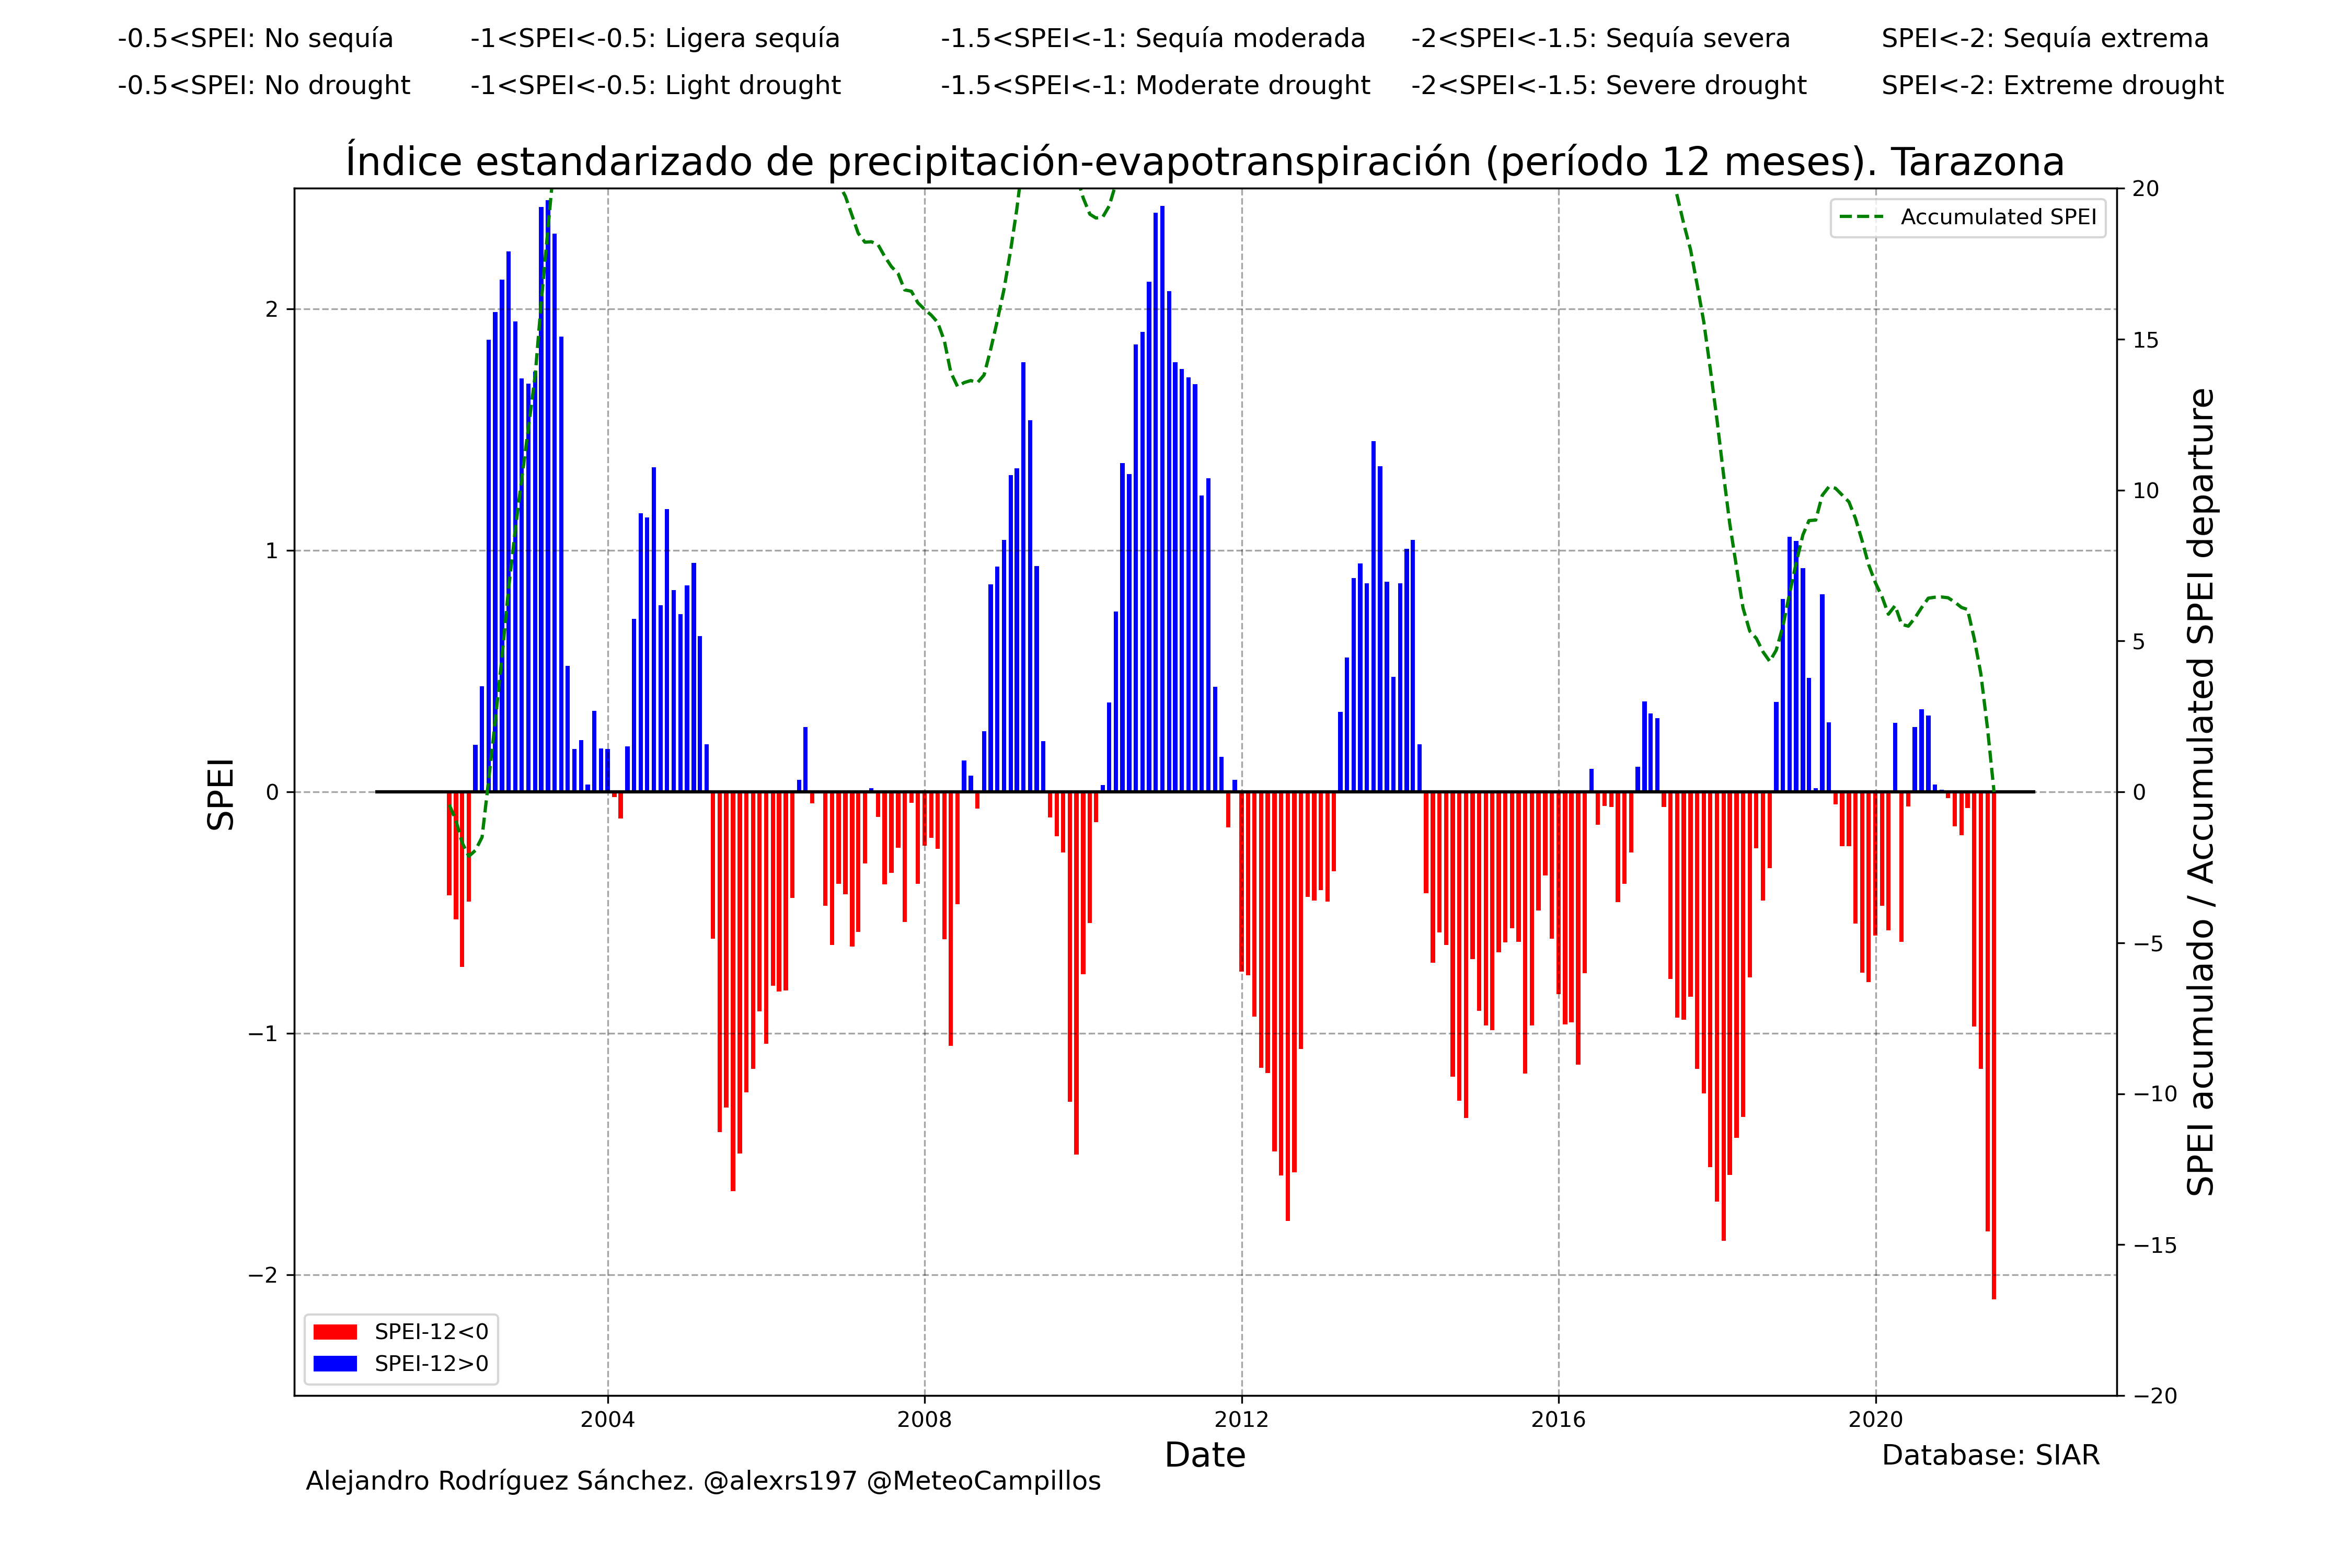 -0.5<SPEI: No sequía -1<SPEI<-0.5: Ligera sequía -1.5<SPEI<-1: Sequía moderada -2<SPEI<-1.5: Sequía severa SPEI<-2: Sequía extrema
-0.5<SPEI: No drought -1<SPEI<-0.5: Light drought -1.5<SPEI<-1: Moderate drought -2<SPEI<-1.5: Severe drought SPEI<-2: Extreme drought
Índice estandarizado de precipitación-evapotranspiración (período 12 meses). Tarazona
Accumulated SPEI
SPEI
2
1
0
−1
−2
20
15
10
5
0
−5
−10
−15
−20
SPEI acumulado / Accumulated SPEI departure
SPEI-12<0
SPEI-12>0
2004 2008 2012 2016 2020
Date
Database: SIAR
Alejandro Rodríguez Sánchez. @alexrs197 @MeteoCampillos